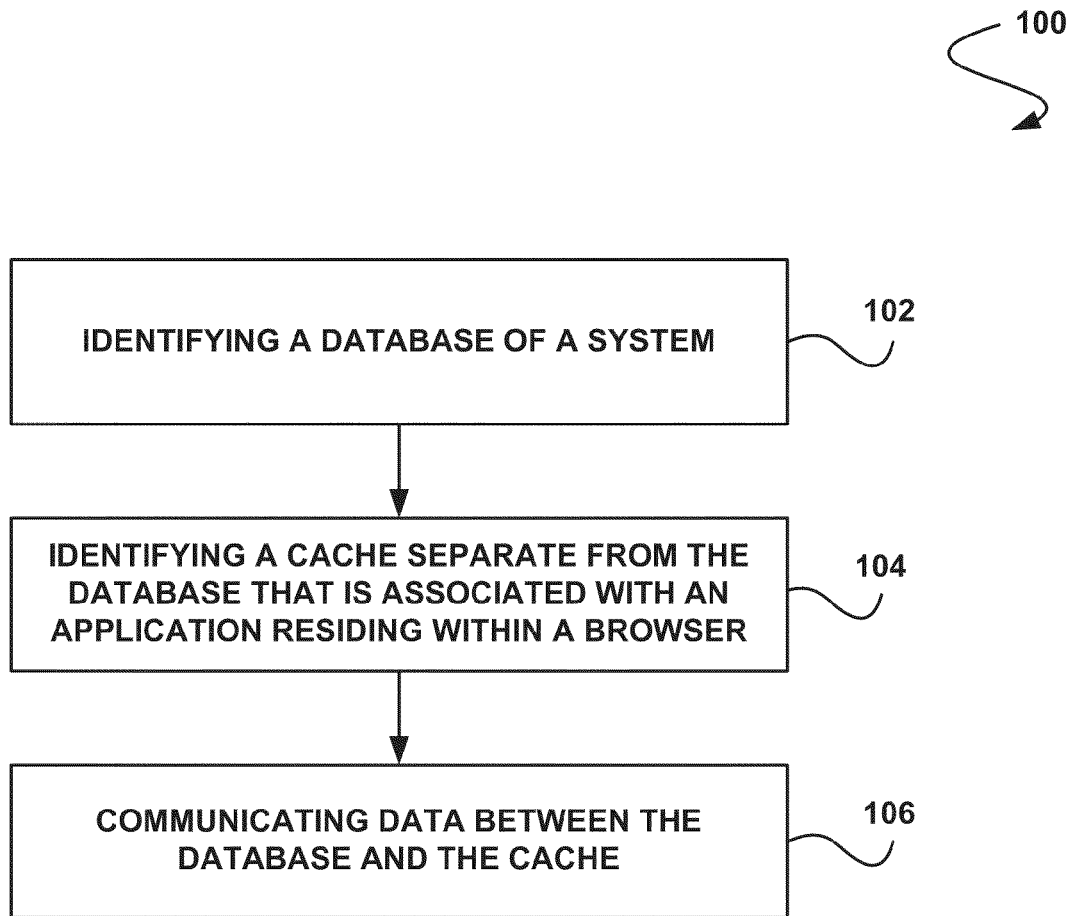 100
IDENTIFYING A DATABASE OF A SYSTEM
102
IDENTIFYING A CACHE SEPARATE FROM THE
DATABASE THAT IS ASSOCIATED WITH AN
APPLICATION RESIDING WITHIN A BROWSER
104
COMMUNICATING DATA BETWEEN THE
DATABASE AND THE CACHE
106